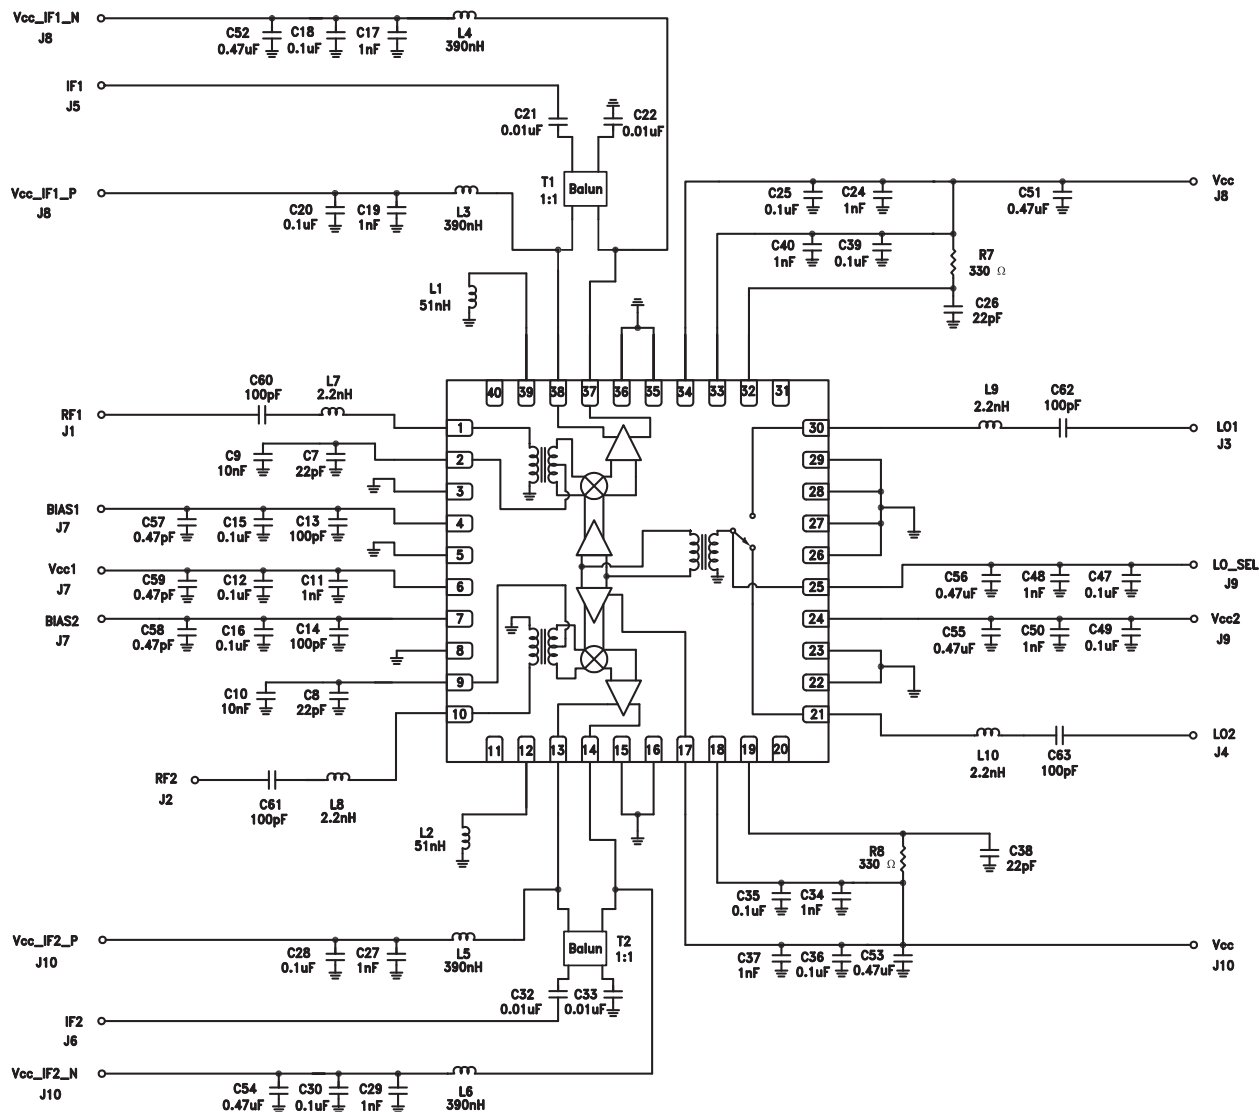 Vcc_IF1_N
J8
C52
0.47uF
C18
0.1uF
C17
1nF
L4
390nH
IF1
J5
C21
0.01uF
C22
0.01uF
Vcc_IF1_P
J8
C20
0.1uF
C19
1nF
L3
390nH
T1
1:1
Balun
C25
0.1uF
C24
1nF
C51
0.47uF
Vcc
J8
C40
1nF
C39
0.1uF
R7
330 Ω
C26
22pF
L1
51nH
40
39
38
37
36
35
34
33
32
31
RF1
J1
C60
100pF
L7
2.2nH
C9
10nF
C7
22pF
BIAS1
J7
C57
0.47pF
C15
0.1uF
C13
100pF
Vcc1
J7
C59
0.47pF
C12
0.1uF
C11
1nF
BIAS2
J7
C58
0.47pF
C16
0.1uF
C14
100pF
C10
10nF
C8
22pF
RF2
J2
C61
100pF
L8
2.2nH
1
2
3
4
5
6
7
8
9
10
30
29
28
27
26
25
24
23
22
21
L9
2.2nH
C62
100pF
LO1
J3
LO_SEL
J9
C56
0.47uF
C48
1nF
C47
0.1uF
Vcc2
J9
C55
0.47uF
C50
1nF
C49
0.1uF
LO2
J4
L10
2.2nH
C63
100pF
11
12
13
14
15
16
17
18
19
20
L2
51nH
R8
330 Ω
C38
22pF
C35
0.1uF
C34
1nF
C37
1nF
C36
0.1uF
C53
0.47uF
Vcc
J10
Vcc_IF2_P
J10
C28
0.1uF
C27
1nF
L5
390nH
Balun
T2
1:1
C32
0.01uF
C33
0.01uF
IF2
J6
Vcc_IF2_N
J10
C54
0.47uF
C30
0.1uF
C29
1nF
L6
390nH